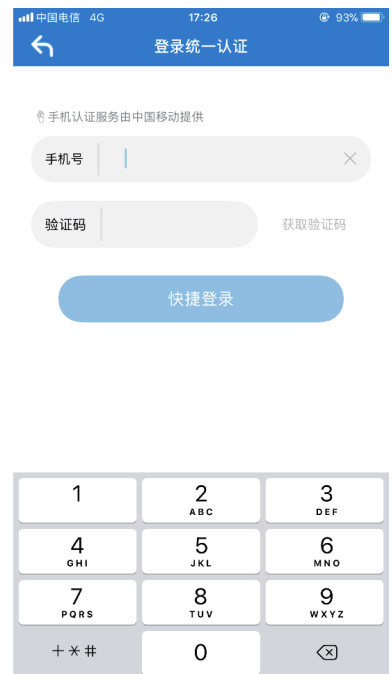 中国电信 4G 17:26 93%
登录统一认证
手机认证服务由中国移动提供
手机号
验证码 获取验证码
快捷登录
1 2 3
ABC DEF
4 5 6
GHI JKL MNO
7 8 9
PQRS TUV WXYZ
+*# 0